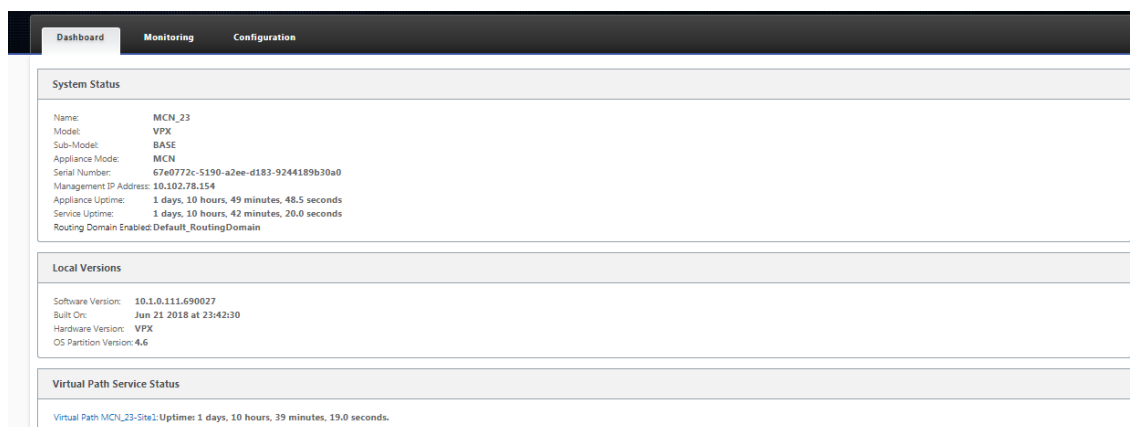 Dashboard Monitoring Configuration
System Status
Name: MCN_23
Model: VPX
Sub-Model: BASE
Appliance Mode: MCN
Serial Number: 67e0772c-5190-a2ee-d183-9244189b30a0
Management IP Address: 10.102.78.154
Appliance Uptime: 1 days, 10 hours, 49 minutes, 48.5 seconds
Service Uptime: 1 days, 10 hours, 42 minutes, 20.0 seconds
Routing Domain Enabled: Default_RoutingDomain
Local Versions
Software Version: 10.1.0.111.690027
Built On: Jun 21 2018 at 23:42:30
Hardware Version: VPX
OS Partition Version: 4.6
Virtual Path Service Status
Virtual Path MCN_23-Site1: Uptime: 1 days, 10 hours, 39 minutes, 19.0 seconds.